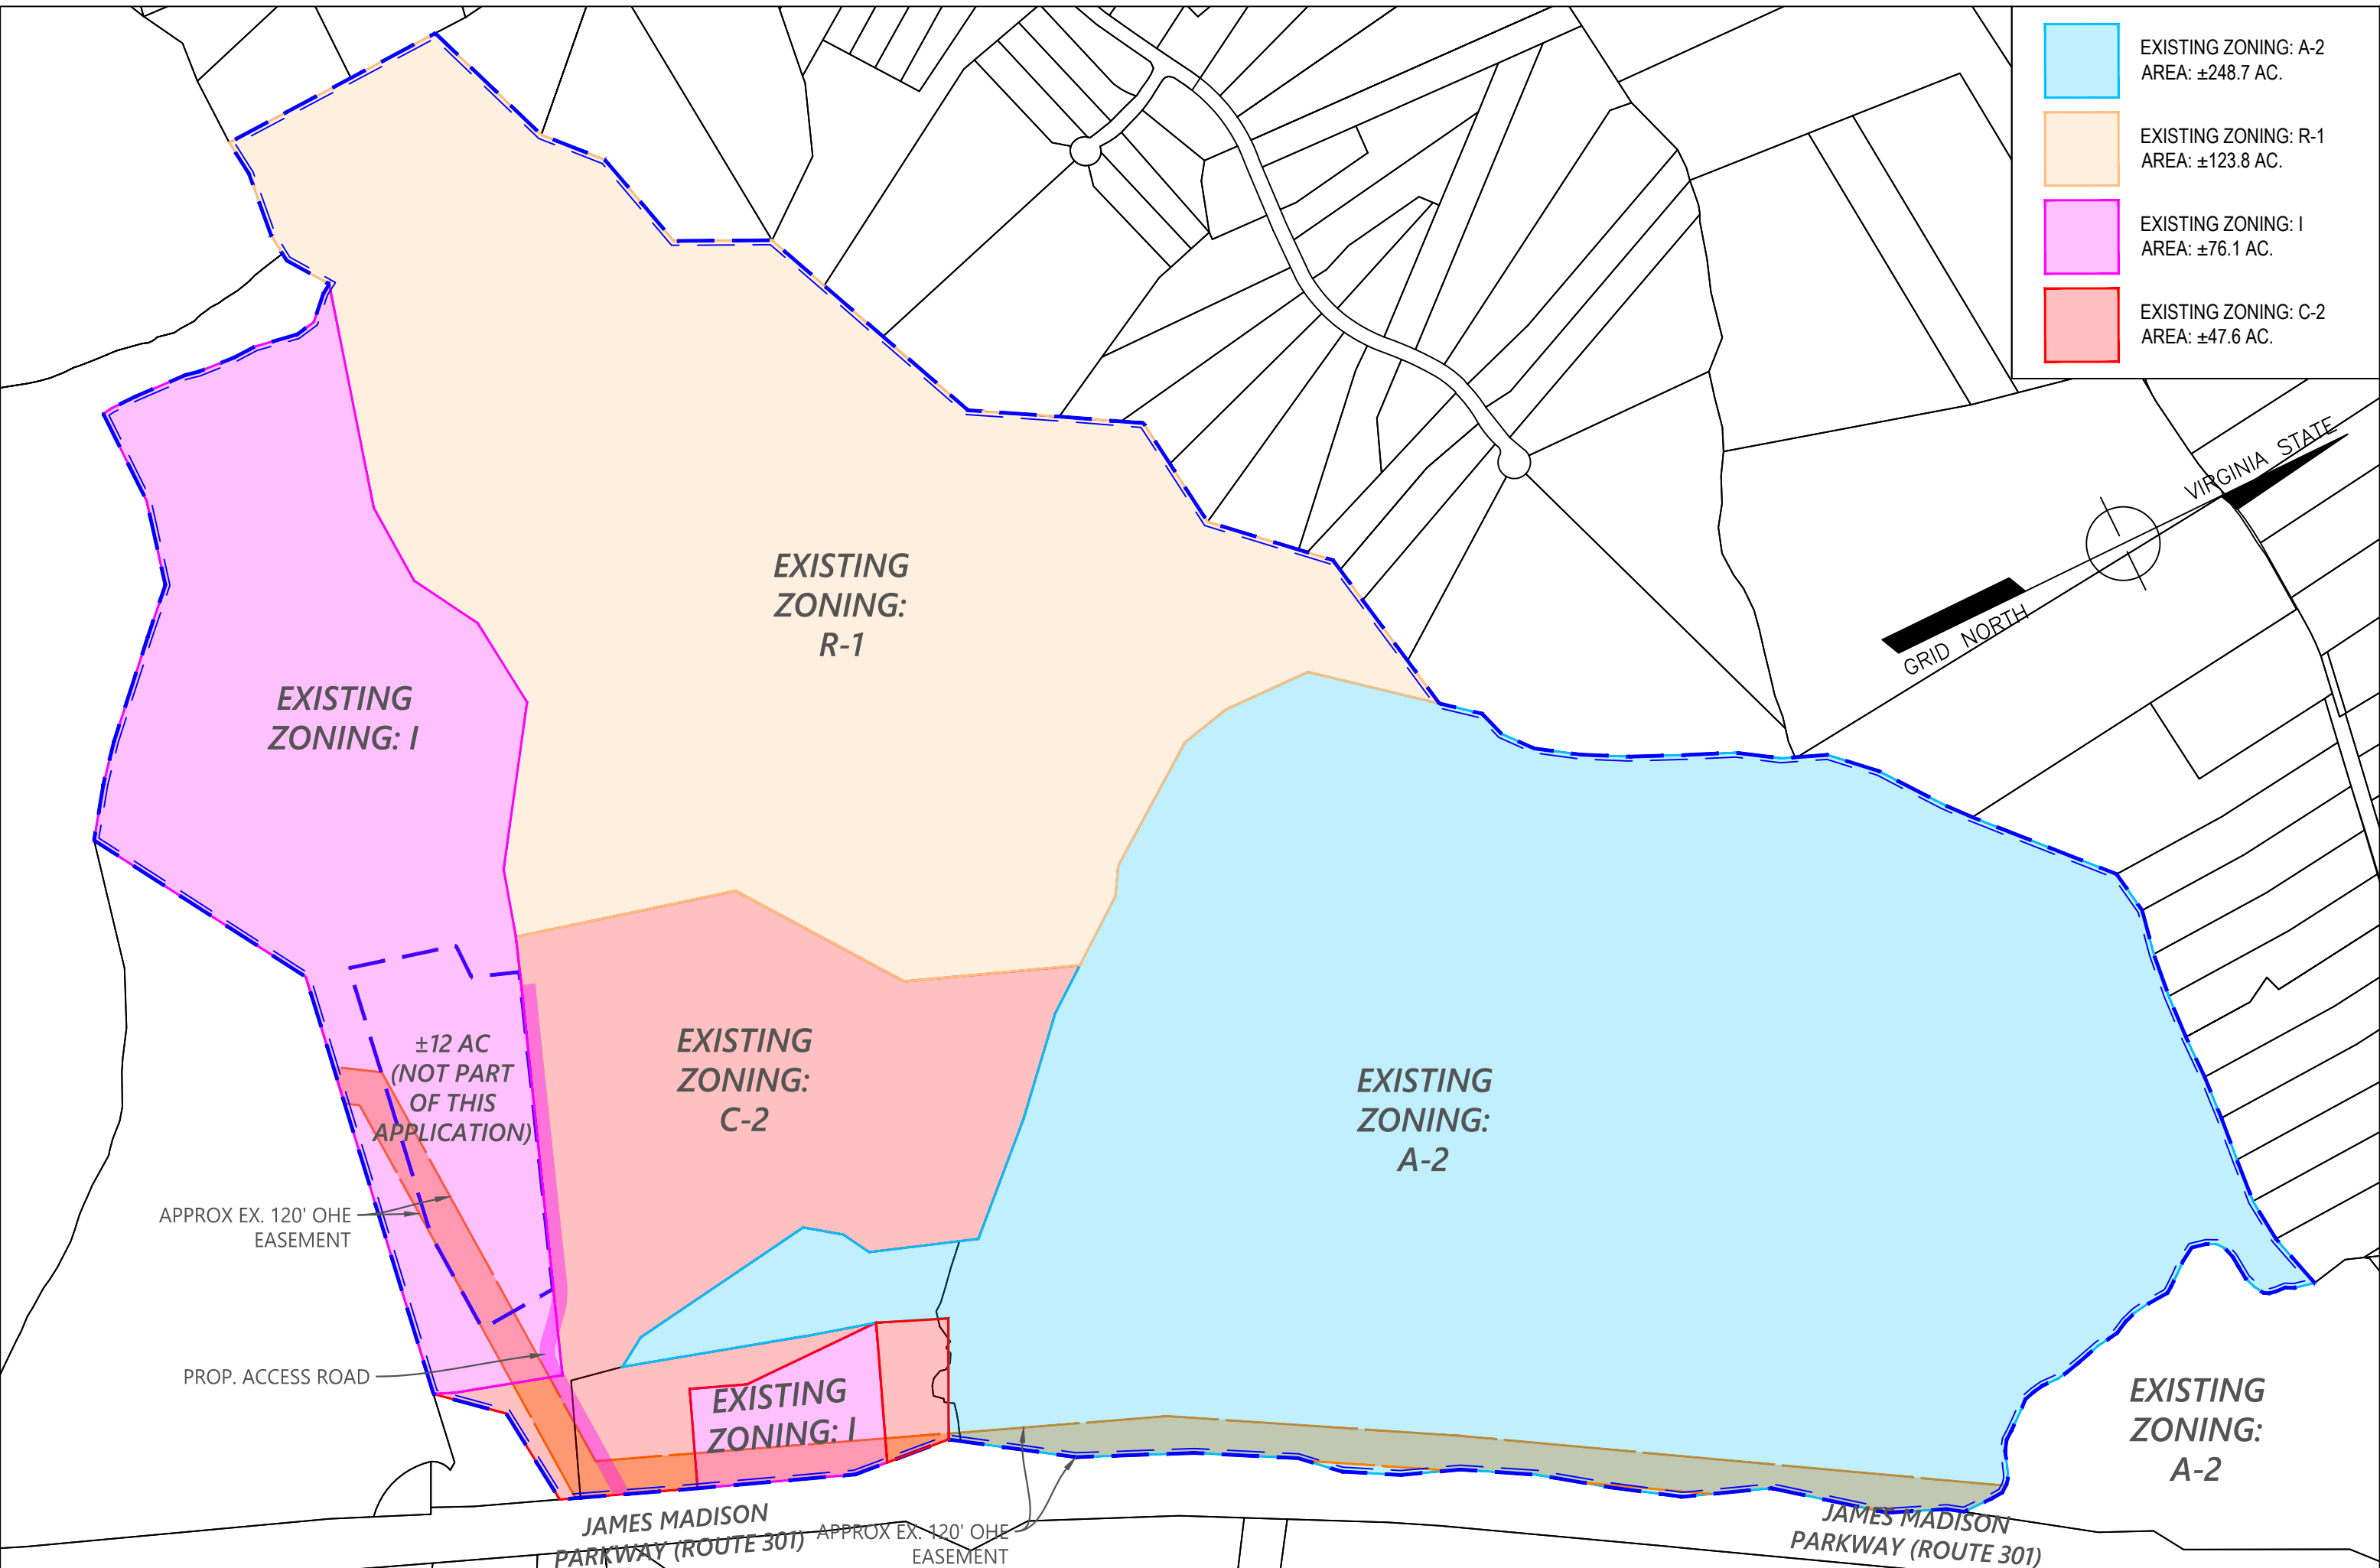 EXISTING ZONING: A-2
AREA: ±248.7 AC.
EXISTING ZONING: R-1
AREA: ±123.8 AC.
EXISTING ZONING: I
AREA: ±76.1 AC.
EXISTING ZONING: C-2
AREA: ±47.6 AC.
VIRGINIA STATE
GRID NORTH
EXISTING
ZONING:
R-1
EXISTING
ZONING: I
±12 AC
(NOT PART
OF THIS
APPLICATION)
EXISTING
ZONING:
C-2
EXISTING
ZONING:
A-2
APPROX EX. 120' OHE
EASEMENT
PROP. ACCESS ROAD
EXISTING
ZONING: I
EXISTING
ZONING:
A-2
JAMES MADISON
PARKWAY (ROUTE 301)
APPROX EX. 120' OHE
EASEMENT
JAMES MADISON
PARKWAY (ROUTE 301)